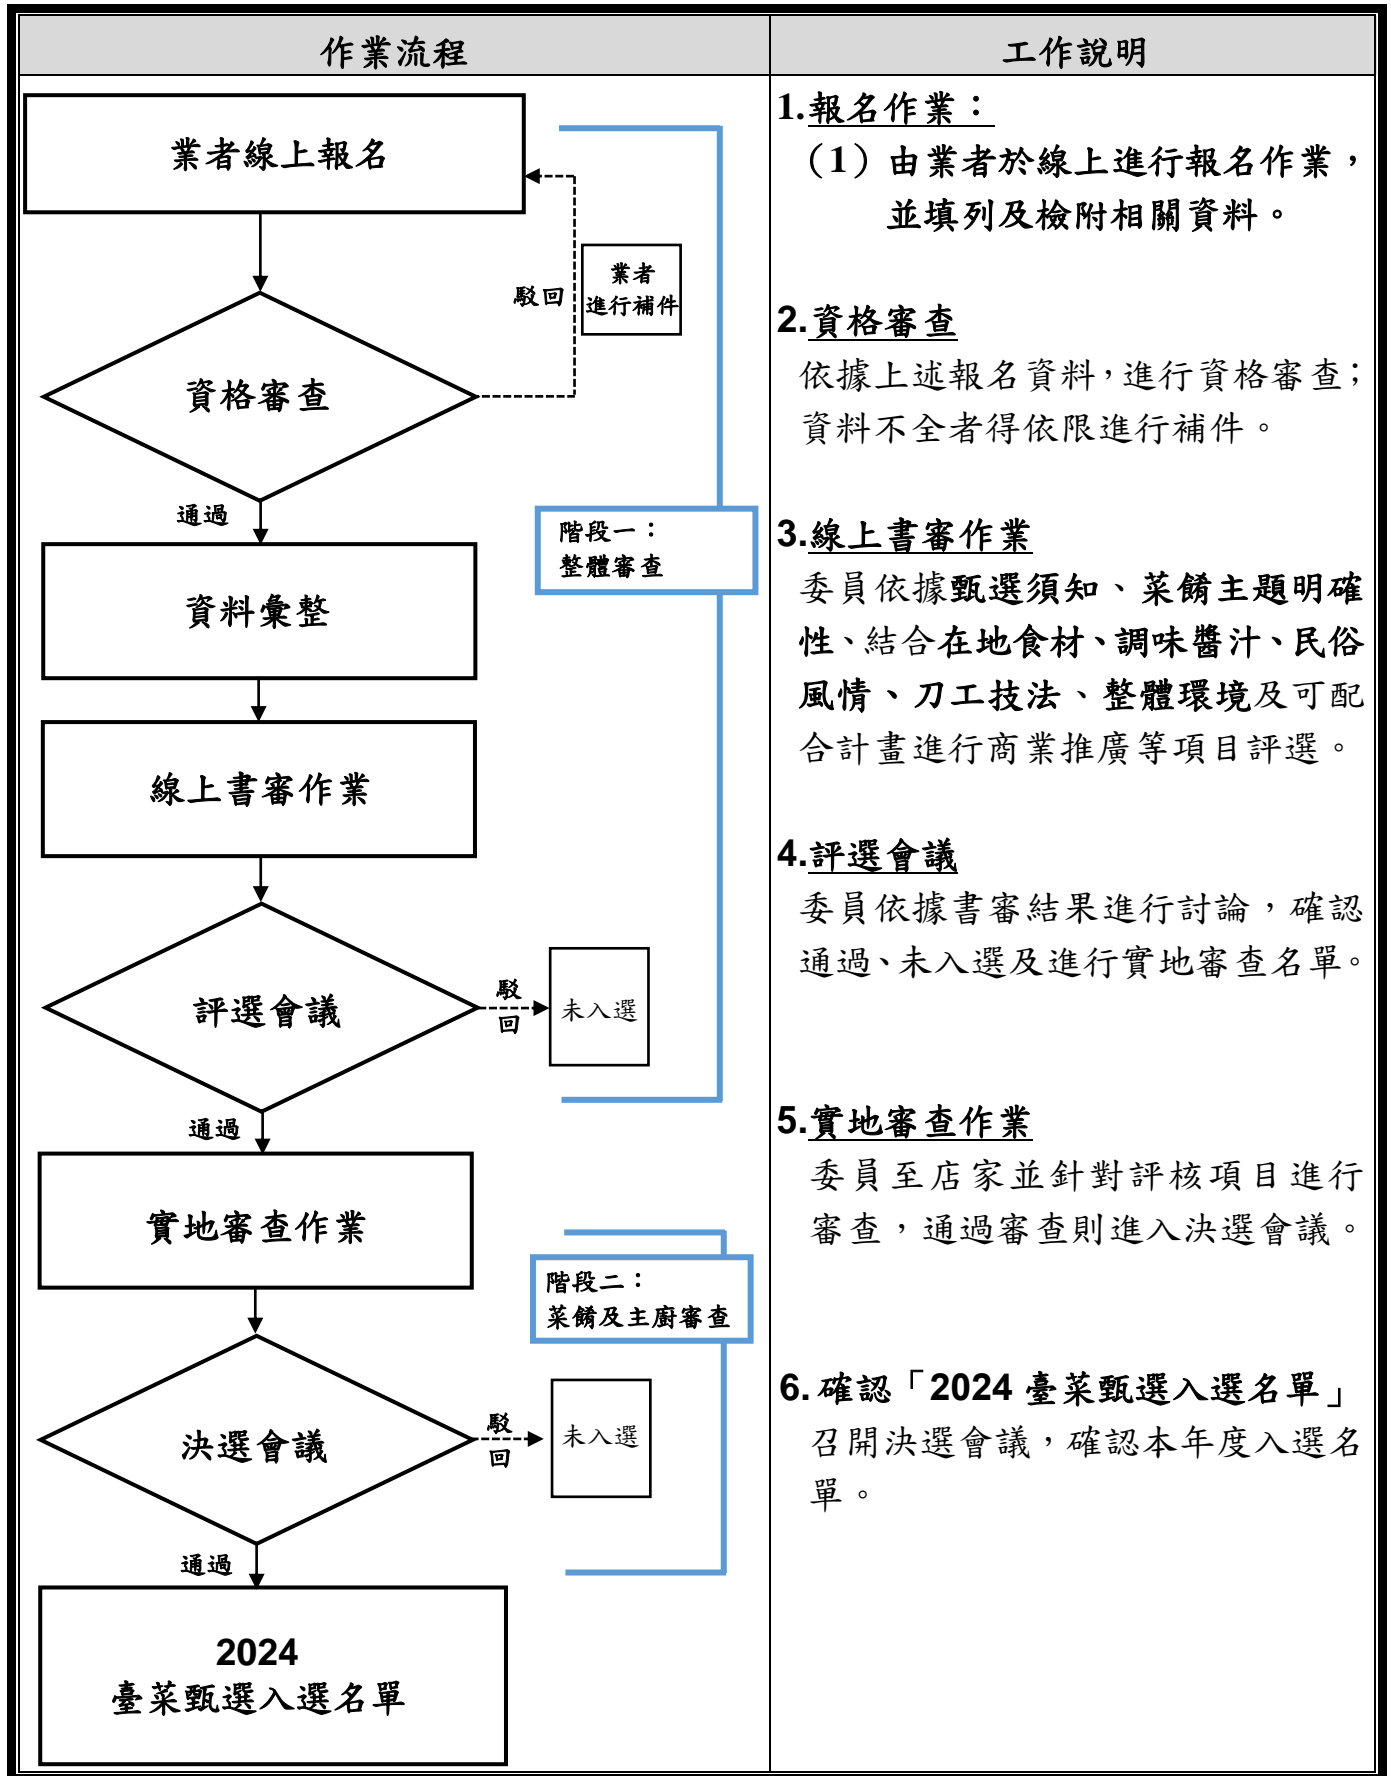 作業流程
工作說明
業者線上報名
業者
進行補件
駁回
資格審查
通過
階段一：
整體審查
資料彙整
線上書審作業
評選會議
駁
回
未入選
通過
實地審查作業
階段二：
菜餚及主廚審查
決選會議
駁
回
未入選
通過
2024
臺菜甄選入選名單
1.報名作業：
（1）由業者於線上進行報名作業，
並填列及檢附相關資料。
2.資格審查
依據上述報名資料，進行資格審查；
資料不全者得依限進行補件。
3.線上書審作業
委員依據甄選須知、菜餚主題明確
性、結合在地食材、調味醬汁、民俗
風情、刀工技法、整體環境及可配
合計畫進行商業推廣等項目評選。
4.評選會議
委員依據書審結果進行討論，確認
通過、未入選及進行實地審查名單。
5.實地審查作業
委員至店家並針對評核項目進行
審查，通過審查則進入決選會議。
6.確認「2024 臺菜甄選入選名單」
召開決選會議，確認本年度入選名
單。